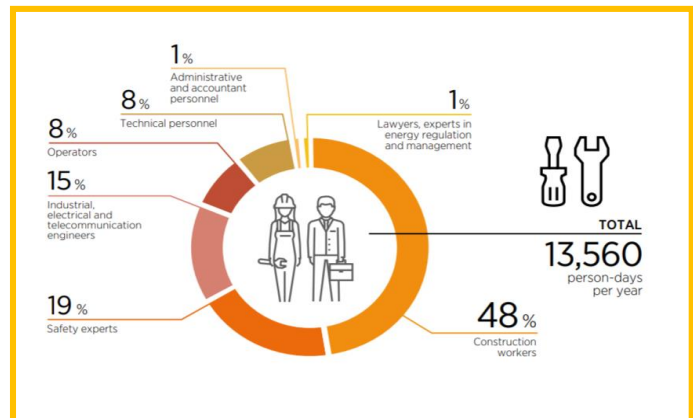 1%
Administrative
and accountant
personnel
8%
Technical personnel
8%
Operators
15%
Industrial,
electrical and
telecommunication
engineers
19%
Safety experts
1%
Lawyers, experts in
energy regulation
and management
TOTAL
13,560
person-days
per year
48%
Construction
workers